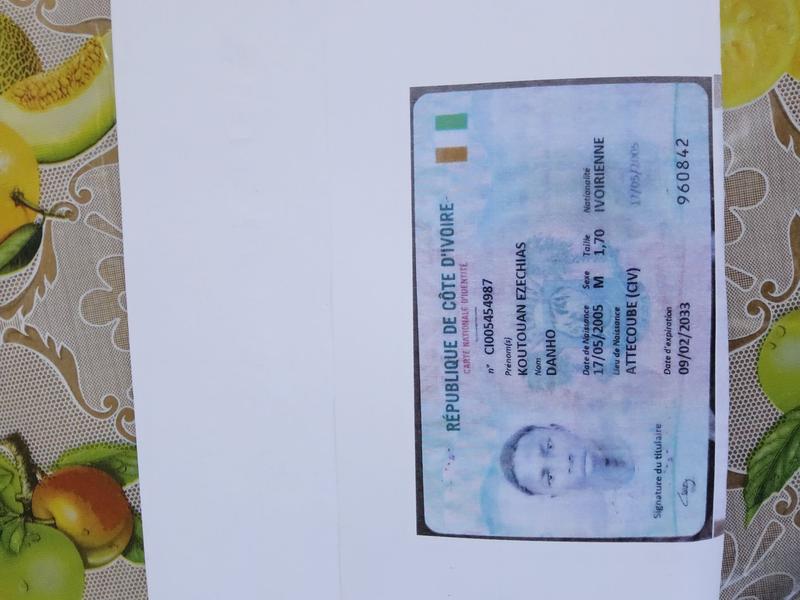 RÉPUBLIQUE DE CÔTE D'IVOIRE
CARTE NATIONALE D'IDENTITÉ
n° CI005454987
Prénom(s)
KOUTOUAN EZECHIAS
Nom
DANHO
Date de Naissance Sexe Taille Nationalité
17/05/2005 M 1,70 IVOIRIENNE
Lieu de Naissance
ATTECOUBE (CIV)
17/05/2005
Signature du titulaire
Date d'expiration
09/02/2033
960842